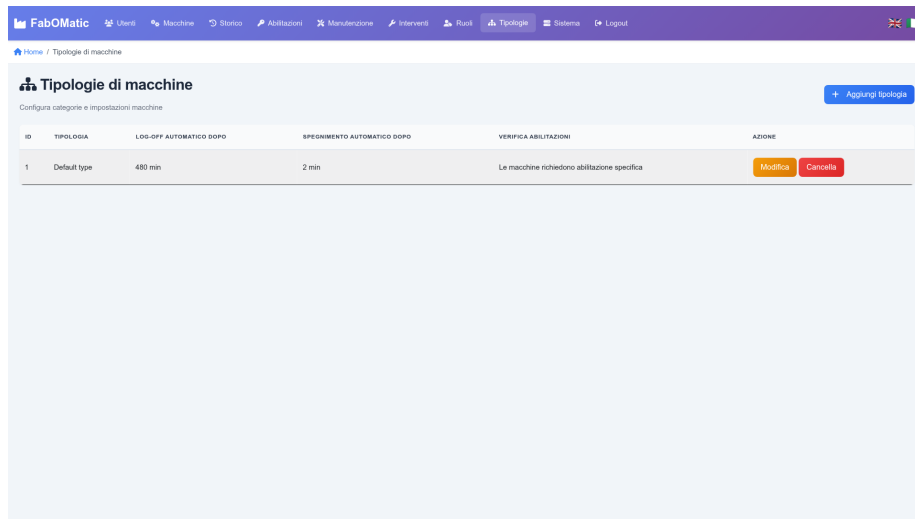 FabOMatic Utenti Macchine Storico Abilitazioni Manutenzione Interventi Ruoli Tipologie Sistema Logout
Home / Tipologie di macchine
Tipologie di macchine
Configura categorie e impostazioni macchine
+ Aggiungi tipologia
ID TIPOLOGIA LOG-OFF AUTOMATICO DOPO SPEGNIMENTO AUTOMATICO DOPO VERIFICA ABILITAZIONI AZIONE
1 Default type 480 min 2 min Le macchine richiedono abilitazione specifica Modifica Cancella